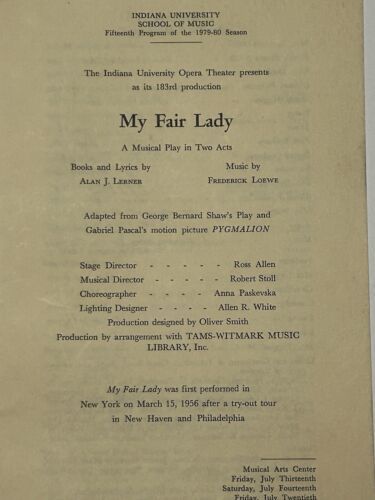 INDIANA UNIVERSITY
SCHOOL OF MUSIC
Fifteenth Program of the 1979-80 Season
The Indiana University Opera Theater presents
as its 183rd production
My Fair Lady
A Musical Play in Two Acts
Books and Lyrics by Music by
ALAN J. LERNER FREDERICK LOEWE
Adapted from George Bernard Shaw's Play and
Gabriel Pascal's motion picture PYGMALION
Stage Director - - - - - Ross Allen
Musical Director - - - - - Robert Stoll
Choreographer - - - - Anna Paskevska
Lighting Designer - - - - Allen R. White
Production designed by Oliver Smith
Production by arrangement with TAMS-WITMARK MUSIC
LIBRARY, Inc.
My Fair Lady was first performed in
New York on March 15, 1956 after a try-out tour
in New Haven and Philadelphia
Musical Arts Center
Friday, July Thirteenth
Saturday, July Fourteenth
Friday, July Twentieth